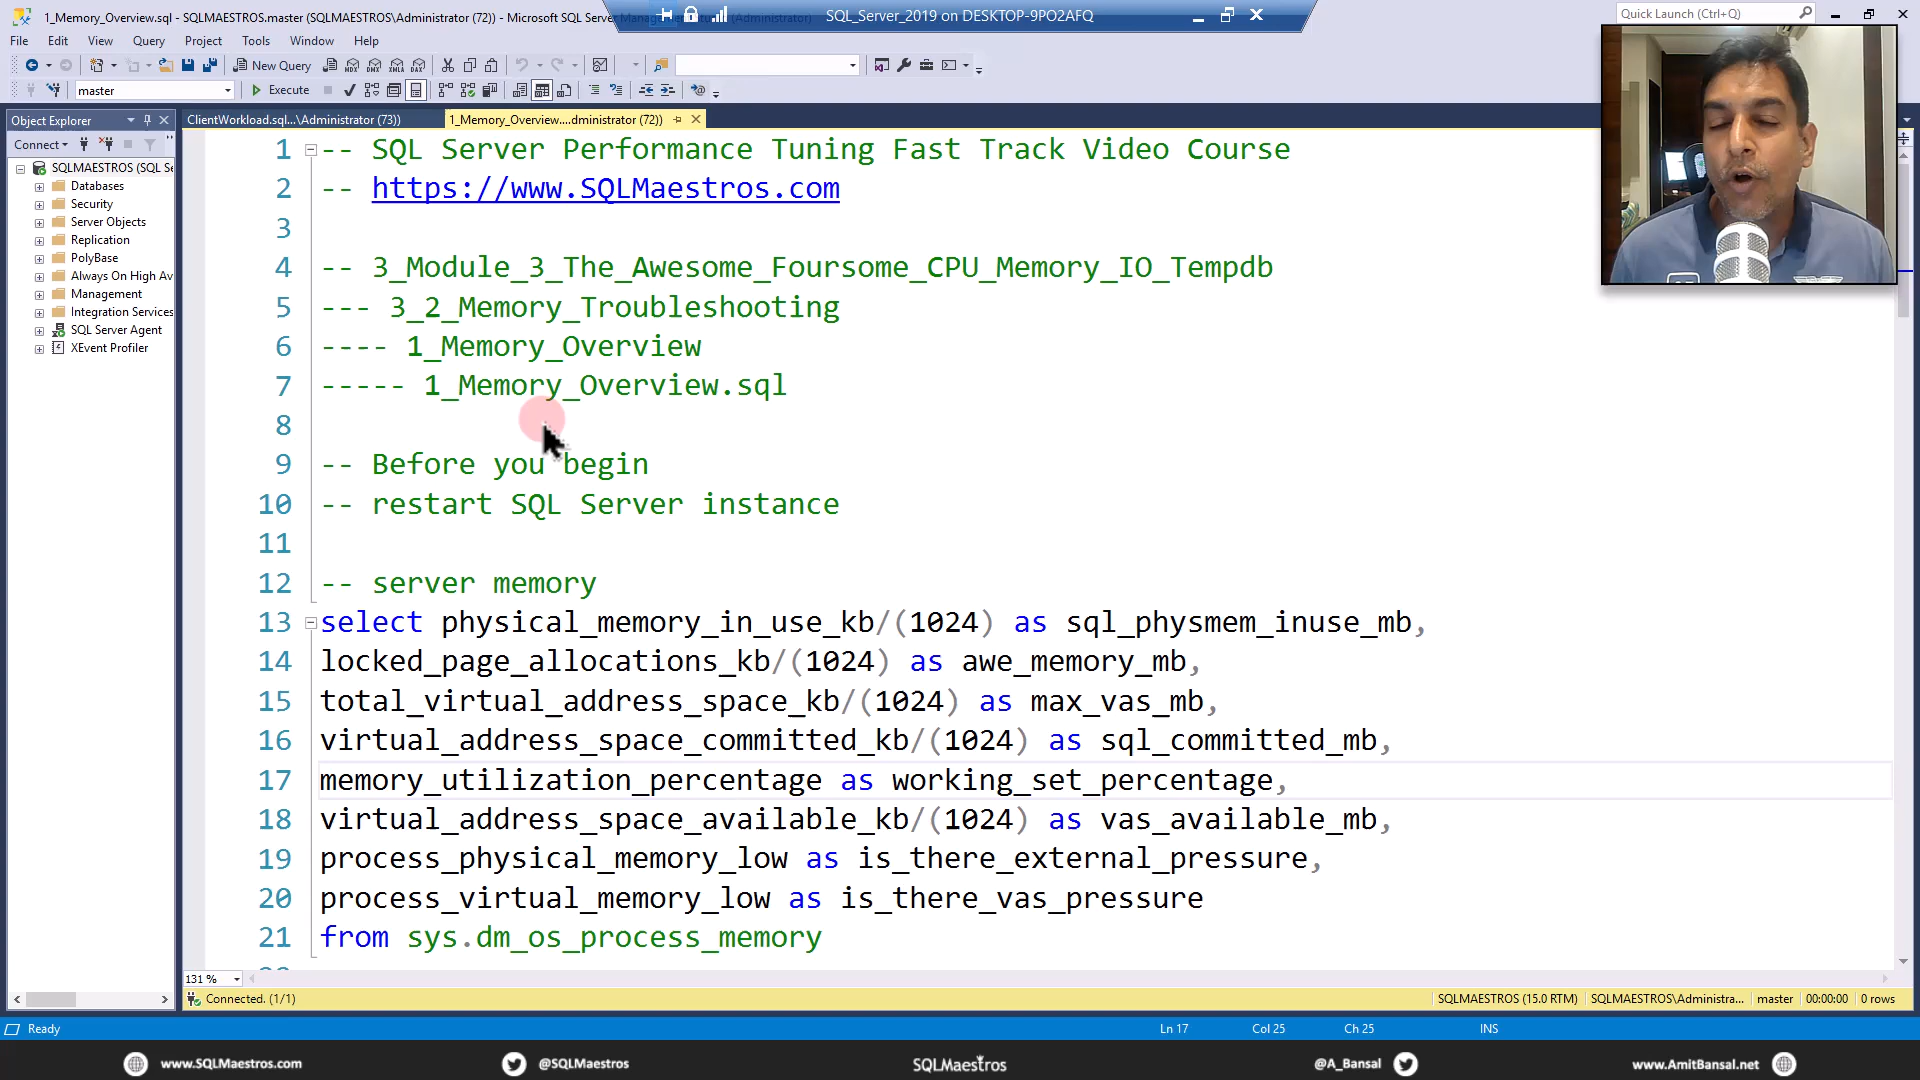 1_Memory_Overview.sql - SQLMAESTROS.master (SQLMAESTROS\Administrator (72)) - Microsoft SQL Server
SQL_Server_2019 on DESKTOP-9PO2AFQ
Quick Launch (Ctrl+Q)
File Edit View Query Project Tools Window Help
New Query
MDX DMX XMLA DAX
master
Execute
Object Explorer
ClientWorkload.sql...\Administrator (73))
1_Memory_Overview....dministrator (72))
Connect
SQLMAESTROS (SQL Se
Databases
Security
Server Objects
Replication
PolyBase
Always On High Av
Management
Integration Services
SQL Server Agent
XEvent Profiler
1 -- SQL Server Performance Tuning Fast Track Video Course
2 -- https://www.SQLMaestros.com
3
4 -- 3_Module_3_The_Awesome_Foursome_CPU_Memory_IO_Tempdb
5 --- 3_2_Memory_Troubleshooting
6 ---- 1_Memory_Overview
7 ----- 1_Memory_Overview.sql
8
9 -- Before you begin
10 -- restart SQL Server instance
11
12 -- server memory
13 select physical_memory_in_use_kb/(1024) as sql_physmem_inuse_mb,
14 locked_page_allocations_kb/(1024) as awe_memory_mb,
15 total_virtual_address_space_kb/(1024) as max_vas_mb,
16 virtual_address_space_committed_kb/(1024) as sql_committed_mb,
17 memory_utilization_percentage as working_set_percentage,
18 virtual_address_space_available_kb/(1024) as vas_available_mb,
19 process_physical_memory_low as is_there_external_pressure,
20 process_virtual_memory_low as is_there_vas_pressure
21 from sys.dm_os_process_memory
131 %
Connected. (1/1)
SQLMAESTROS (15.0 RTM) SQLMAESTROS\Administra... master 00:00:00 0 rows
Ready
Ln 17 Col 25 Ch 25 INS
www.SQLMaestros.com @SQLMaestros SQLMaestros @A_Bansal www.AmitBansal.net